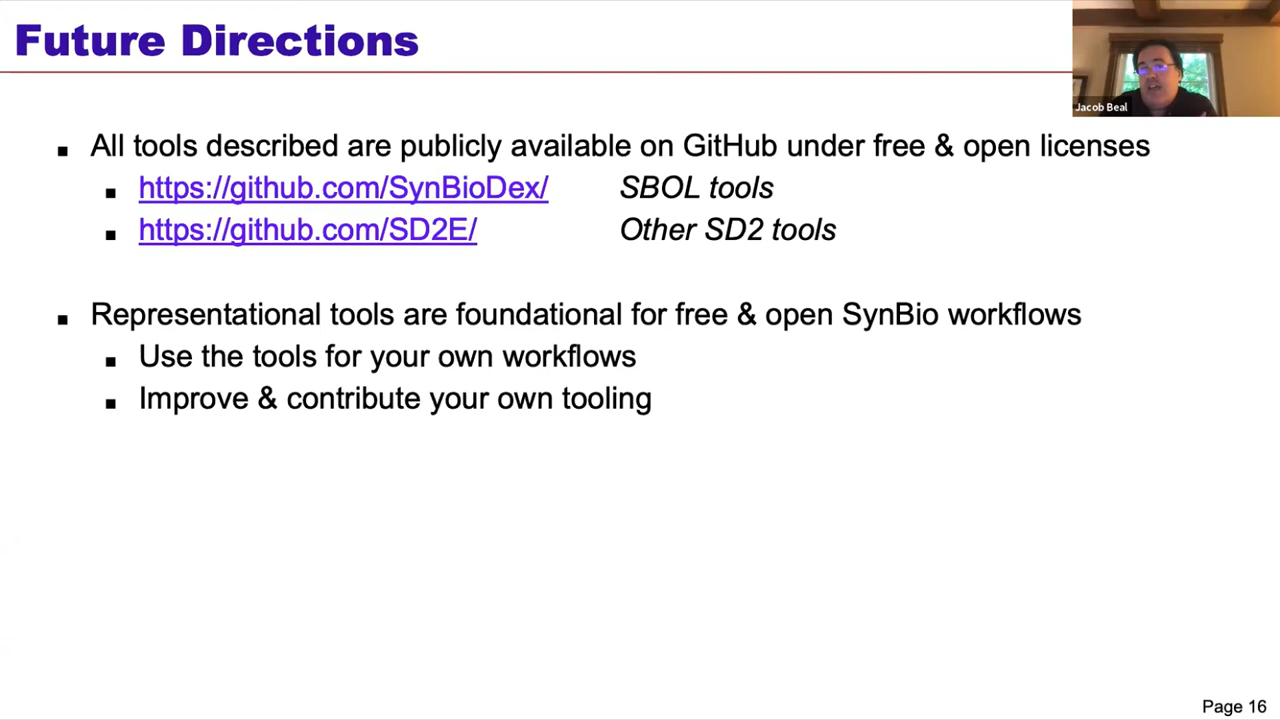 Future Directions
Jacob Beal
▪ All tools described are publicly available on GitHub under free & open licenses
▪ https://github.com/SynBioDex/ SBOL tools
▪ https://github.com/SD2E/ Other SD2 tools
▪ Representational tools are foundational for free & open SynBio workflows
▪ Use the tools for your own workflows
▪ Improve & contribute your own tooling
Page 16